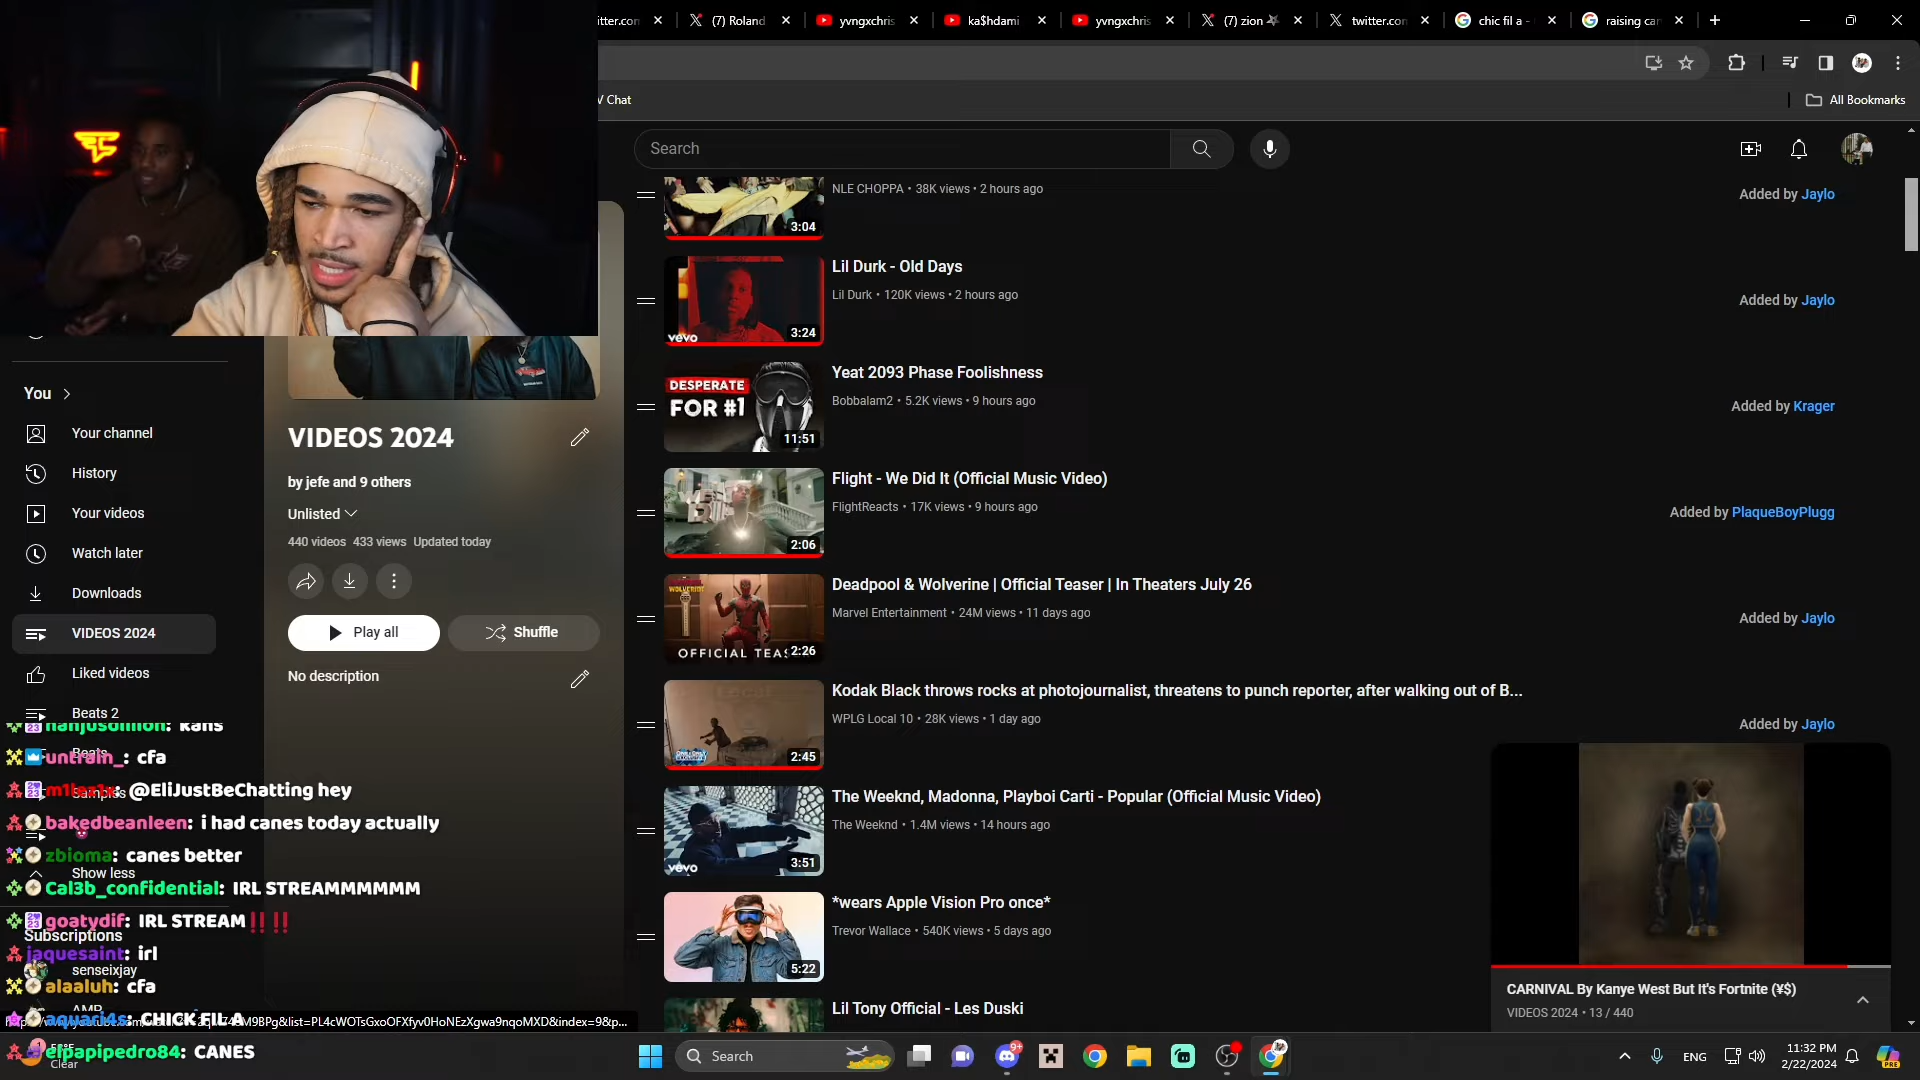 itter.com
(7) Roland
yvngxchris
ka$hdami
yvngxchris
(7) zion
twitter.com
chic fil a -
raising can
V Chat
All Bookmarks
Search
NLE CHOPPA • 38K views • 2 hours ago
3:04
Added by Jaylo
Lil Durk - Old Days
Lil Durk • 120K views • 2 hours ago
vevo
3:24
Added by Jaylo
Yeat 2093 Phase Foolishness
Bobbalam2 • 5.2K views • 9 hours ago
DESPERATE
FOR #1
11:51
Added by Krager
Flight - We Did It (Official Music Video)
FlightReacts • 17K views • 9 hours ago
2:06
Added by PlaqueBoyPlugg
Deadpool & Wolverine | Official Teaser | In Theaters July 26
Marvel Entertainment • 24M views • 11 days ago
OFFICIAL TEAS
2:26
Added by Jaylo
Kodak Black throws rocks at photojournalist, threatens to punch reporter, after walking out of B...
WPLG Local 10 • 28K views • 1 day ago
2:45
Added by Jaylo
The Weeknd, Madonna, Playboi Carti - Popular (Official Music Video)
The Weeknd • 1.4M views • 14 hours ago
vevo
3:51
*wears Apple Vision Pro once*
Trevor Wallace • 540K views • 5 days ago
5:22
Lil Tony Official - Les Duski
You
Your channel
History
Your videos
Watch later
Downloads
VIDEOS 2024
Liked videos
Beats 2
Beats
Samples
Show less
Subscriptions
senseixjay
AMP
VIDEOS 2024
by jefe and 9 others
Unlisted
440 videos 433 views Updated today
Play all
Shuffle
No description
kans
untrain_: cfa
@EliJustBeChatting hey
bakedbeanleen: i had canes today actually
zbioma: canes better
Cal3b_confidential: IRL STREAMMMMMM
goatydif: IRL STREAM‼️‼️
jaquesaint: irl
alaaluh: cfa
CHICK FIL A
elpapipedro84: CANES
CARNIVAL By Kanye West But It's Fortnite (¥$)
VIDEOS 2024 • 13 / 440
Clear
Search
9+
ENG
11:32 PM
2/22/2024
PRE